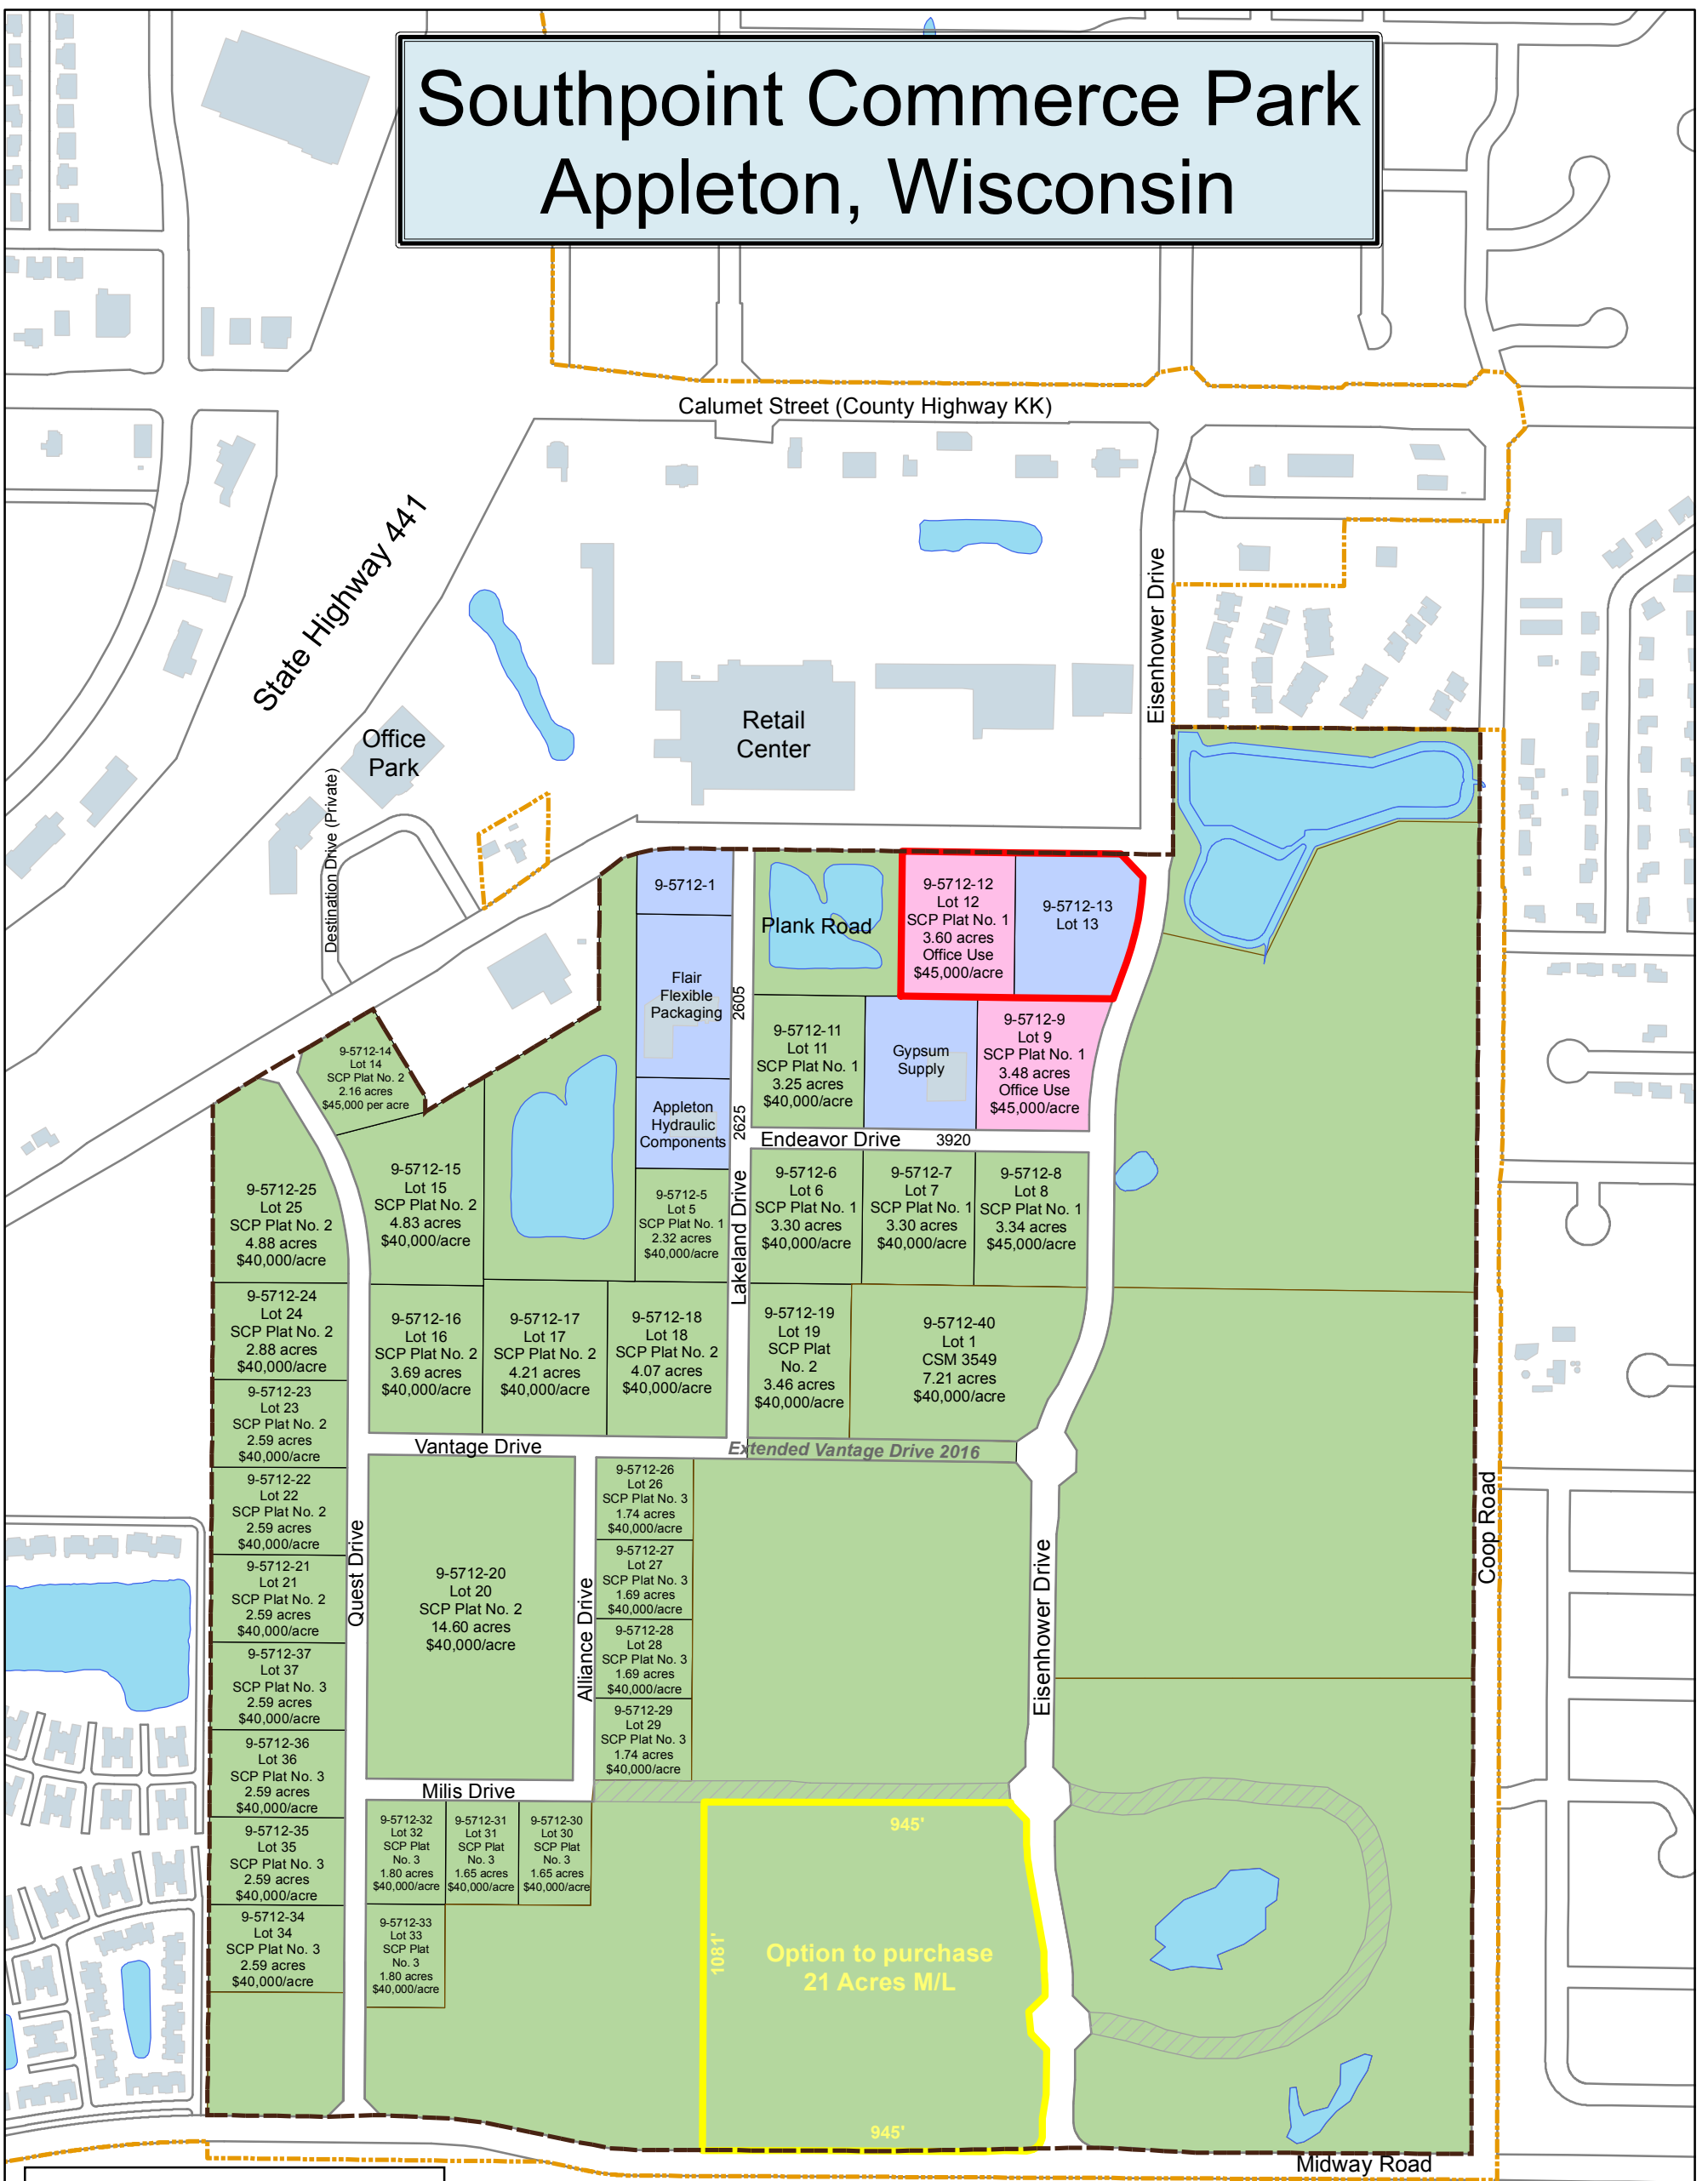 Southpoint Commerce Park
Appleton, Wisconsin
Calumet Street (County Highway KK)
State Highway 441
Eisenhower Drive
Office
Park
Retail
Center
Destination Drive (Private)
9-5712-1
Plank Road
9-5712-12
Lot 12
SCP Plat No. 1
3.60 acres
Office Use
$45,000/acre
9-5712-13
Lot 13
Flair
Flexible
Packaging
2605
9-5712-11
Lot 11
SCP Plat No. 1
3.25 acres
$40,000/acre
Gypsum
Supply
9-5712-9
Lot 9
SCP Plat No. 1
3.48 acres
Office Use
$45,000/acre
9-5712-14
Lot 14
SCP Plat No. 2
2.16 acres
$45,000 per acre
Appleton
Hydraulic
Components
2625
Endeavor Drive
3920
9-5712-25
Lot 25
SCP Plat No. 2
4.88 acres
$40,000/acre
9-5712-15
Lot 15
SCP Plat No. 2
4.83 acres
$40,000/acre
9-5712-5
Lot 5
SCP Plat No. 1
2.32 acres
$40,000/acre
Lakeland Drive
9-5712-6
Lot 6
SCP Plat No. 1
3.30 acres
$40,000/acre
9-5712-7
Lot 7
SCP Plat No. 1
3.30 acres
$40,000/acre
9-5712-8
Lot 8
SCP Plat No. 1
3.34 acres
$45,000/acre
9-5712-24
Lot 24
SCP Plat No. 2
2.88 acres
$40,000/acre
9-5712-16
Lot 16
SCP Plat No. 2
3.69 acres
$40,000/acre
9-5712-17
Lot 17
SCP Plat No. 2
4.21 acres
$40,000/acre
9-5712-18
Lot 18
SCP Plat No. 2
4.07 acres
$40,000/acre
9-5712-19
Lot 19
SCP Plat
No. 2
3.46 acres
$40,000/acre
9-5712-40
Lot 1
CSM 3549
7.21 acres
$40,000/acre
9-5712-23
Lot 23
SCP Plat No. 2
2.59 acres
$40,000/acre
Vantage Drive
Extended Vantage Drive 2016
9-5712-22
Lot 22
SCP Plat No. 2
2.59 acres
$40,000/acre
9-5712-26
Lot 26
SCP Plat No. 3
1.74 acres
$40,000/acre
Quest Drive
9-5712-21
Lot 21
SCP Plat No. 2
2.59 acres
$40,000/acre
9-5712-20
Lot 20
SCP Plat No. 2
14.60 acres
$40,000/acre
Alliance Drive
9-5712-27
Lot 27
SCP Plat No. 3
1.69 acres
$40,000/acre
Eisenhower Drive
Coop Road
9-5712-37
Lot 37
SCP Plat No. 3
2.59 acres
$40,000/acre
9-5712-28
Lot 28
SCP Plat No. 3
1.69 acres
$40,000/acre
9-5712-36
Lot 36
SCP Plat No. 3
2.59 acres
$40,000/acre
9-5712-29
Lot 29
SCP Plat No. 3
1.74 acres
$40,000/acre
Milis Drive
9-5712-35
Lot 35
SCP Plat No. 3
2.59 acres
$40,000/acre
9-5712-32
Lot 32
SCP Plat
No. 3
1.80 acres
$40,000/acre
9-5712-31
Lot 31
SCP Plat
No. 3
1.65 acres
$40,000/acre
9-5712-30
Lot 30
SCP Plat
No. 3
1.65 acres
$40,000/acre
945'
9-5712-34
Lot 34
SCP Plat No. 3
2.59 acres
$40,000/acre
9-5712-33
Lot 33
SCP Plat
No. 3
1.80 acres
$40,000/acre
1081'
Option to purchase
21 Acres M/L
945'
Midway Road